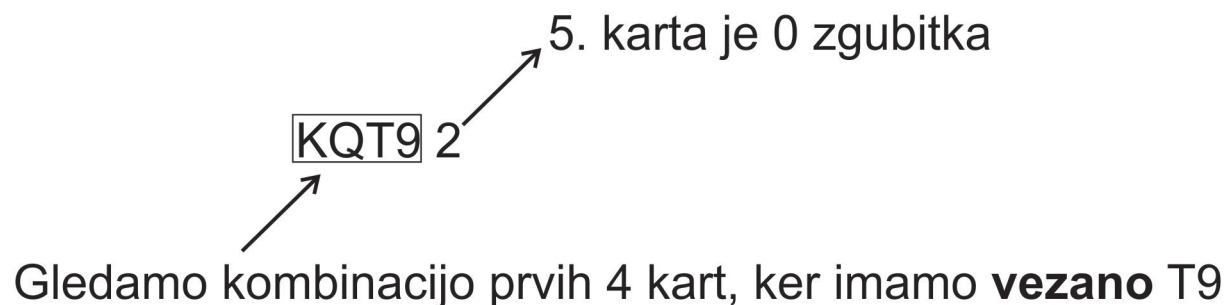 5. karta je 0 zgubitka
KQT9 2
Gledamo kombinacijo prvih 4 kart, ker imamo vezano T9